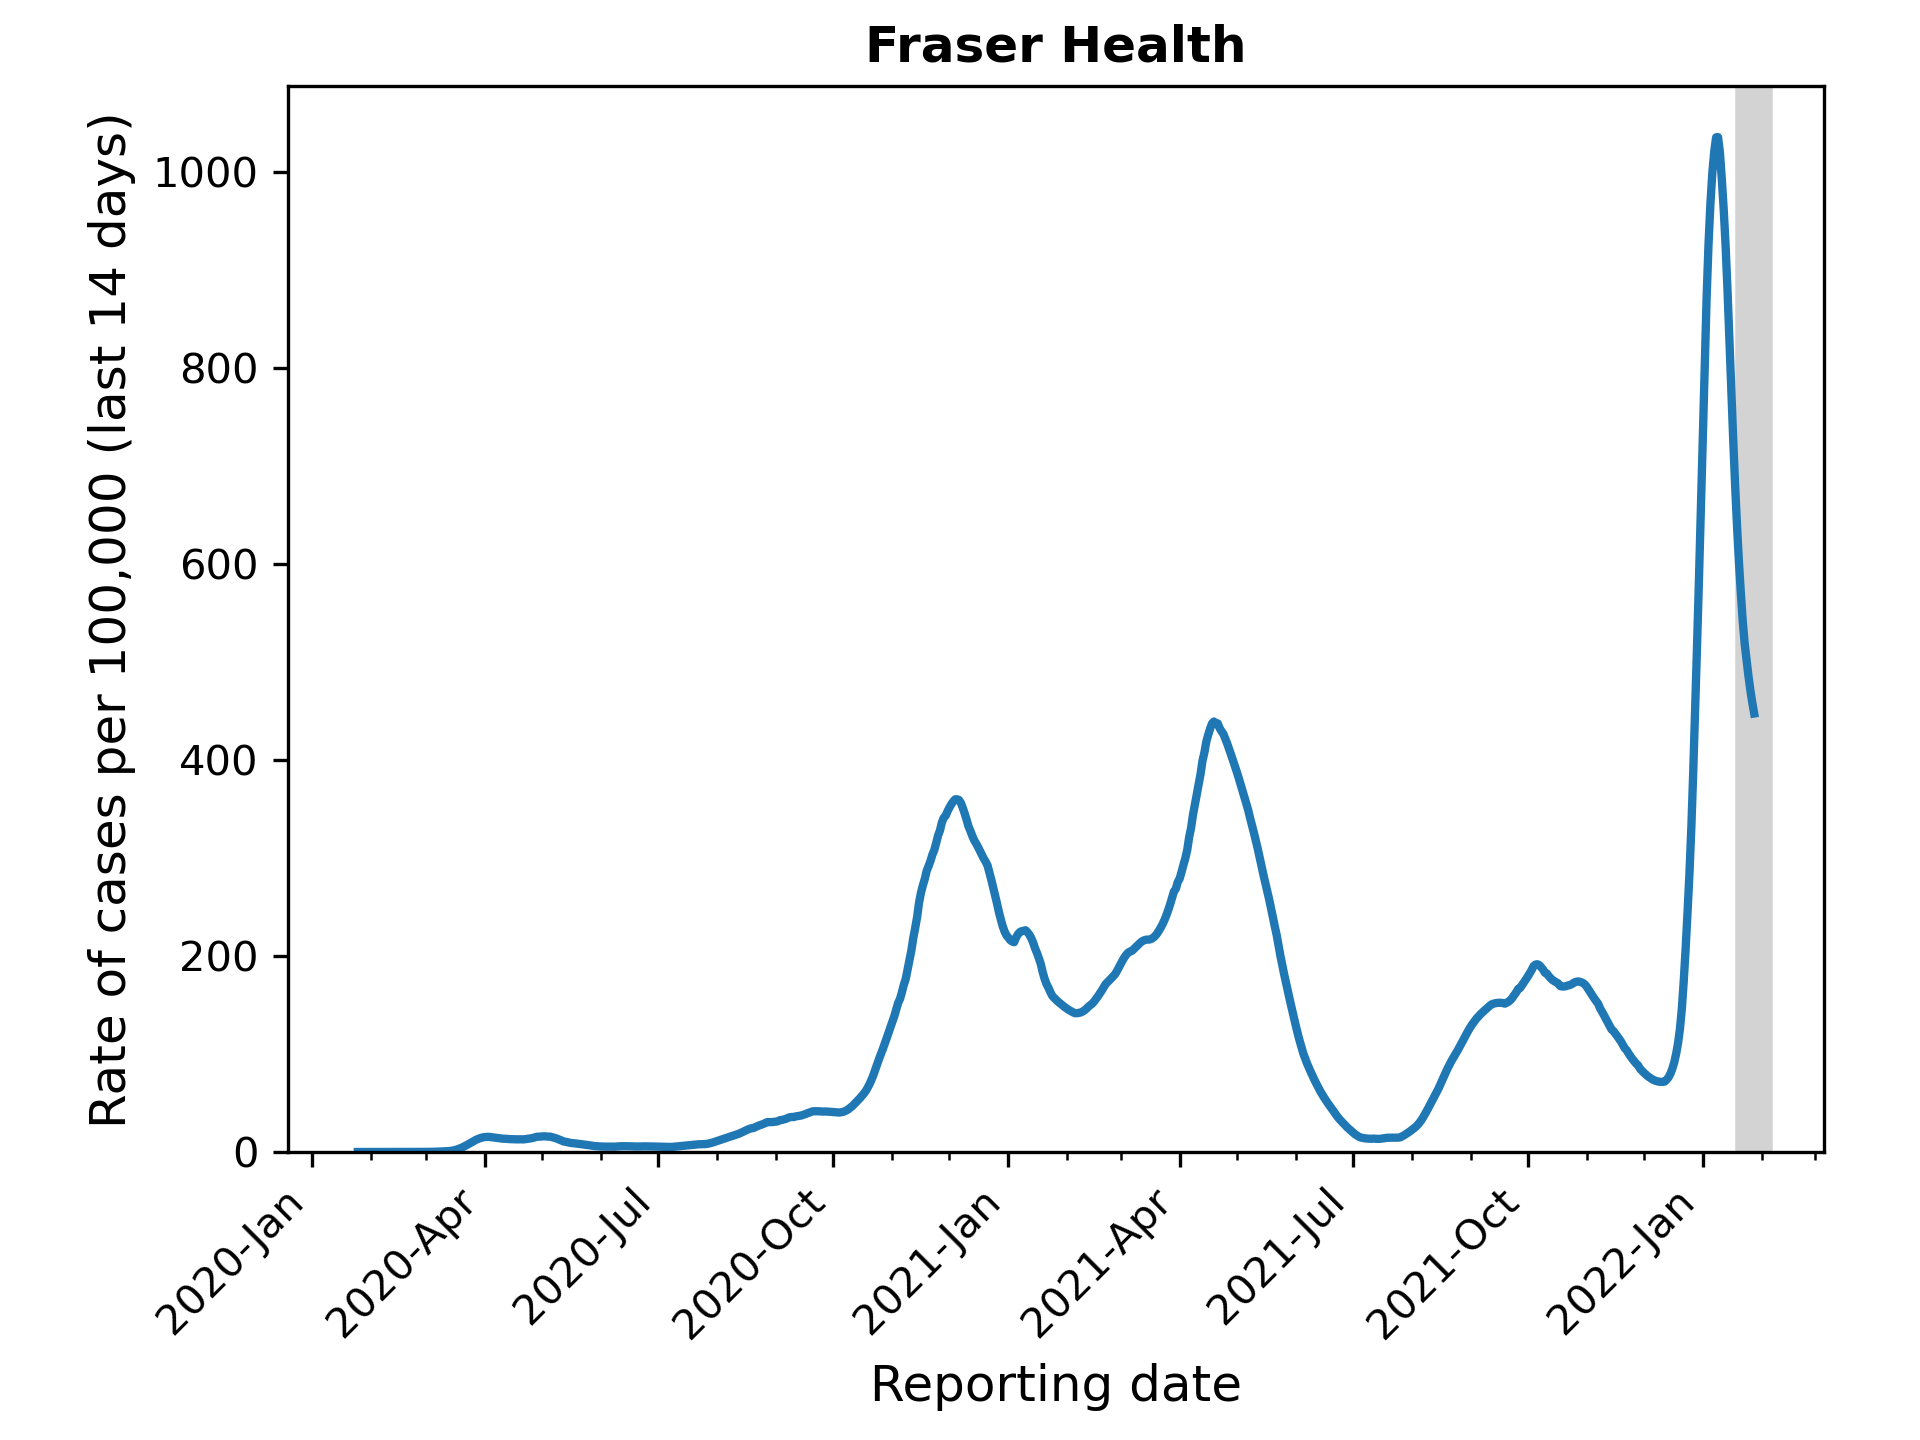 Fraser Health
Rate of cases per 100,000 (last 14 days)
1000
800
600
400
200
0
2020-Jan
2020-Apr
2020-Jul
2020-Oct
2021-Jan
2021-Apr
2021-Jul
2021-Oct
2022-Jan
Reporting date